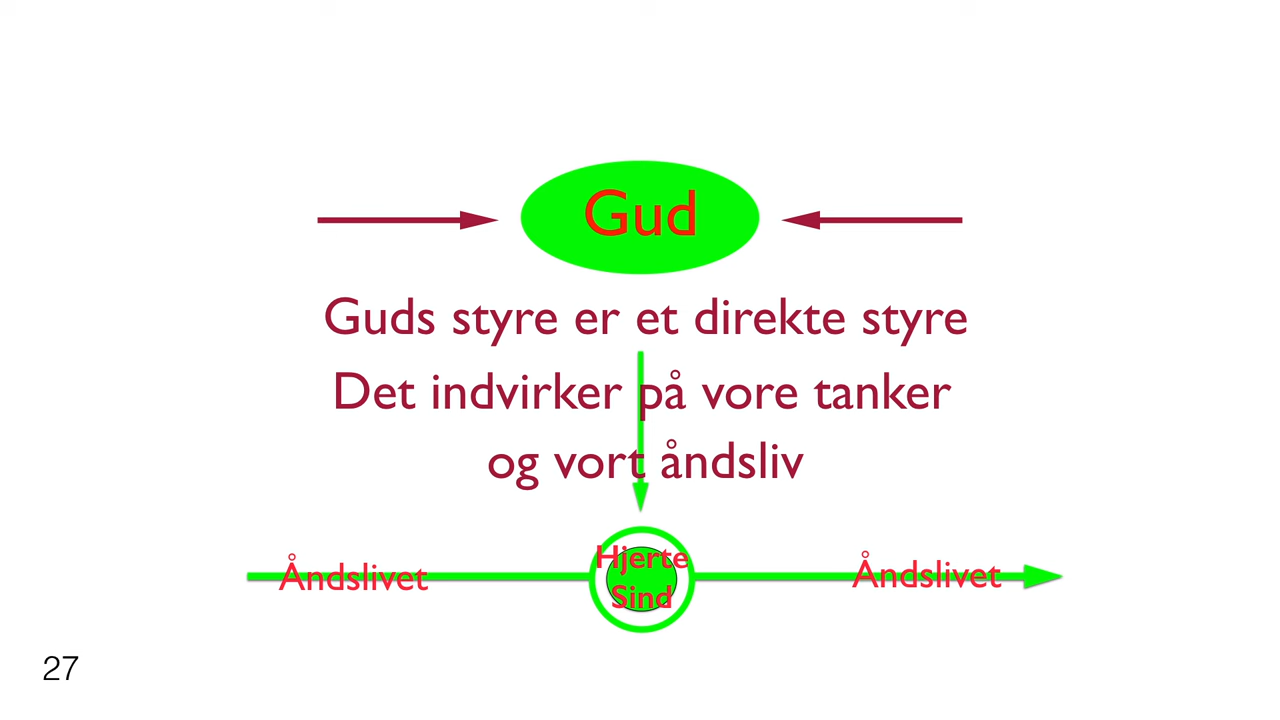 Gud
Guds styre er et direkte styre
Det indvirker på vore tanker
og vort åndsliv
Hjerte
Sind
Åndslivet
Åndslivet
27